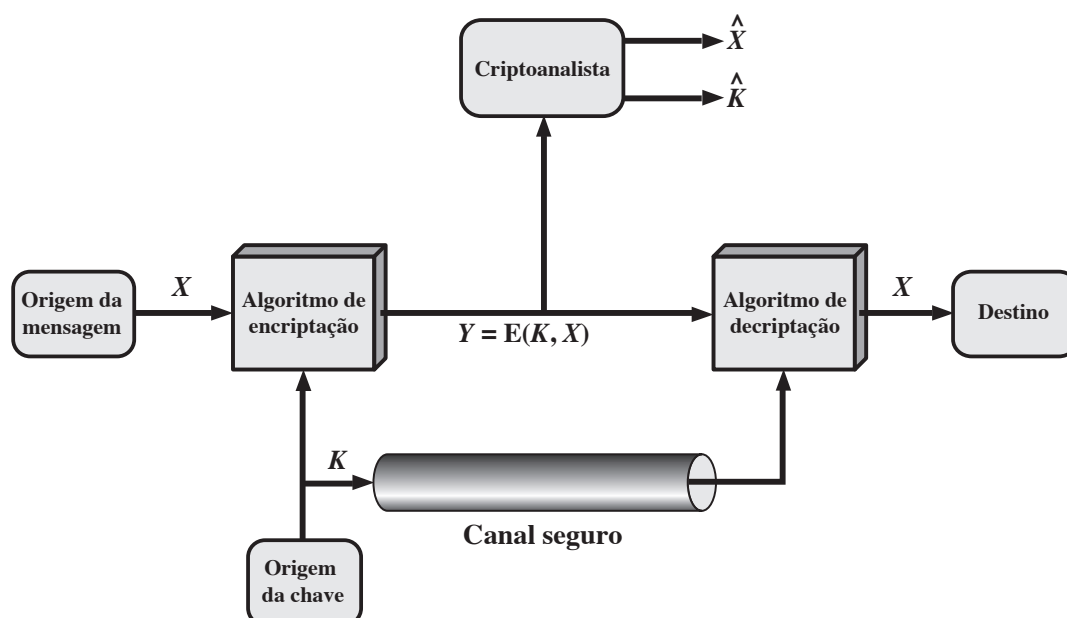 X̂
Criptoanalista
K̂
Origem da
mensagem
X
Algoritmo de
encriptação
Y = E(K, X)
Algoritmo de
decriptação
X
Destino
K
Canal seguro
Origem
da chave